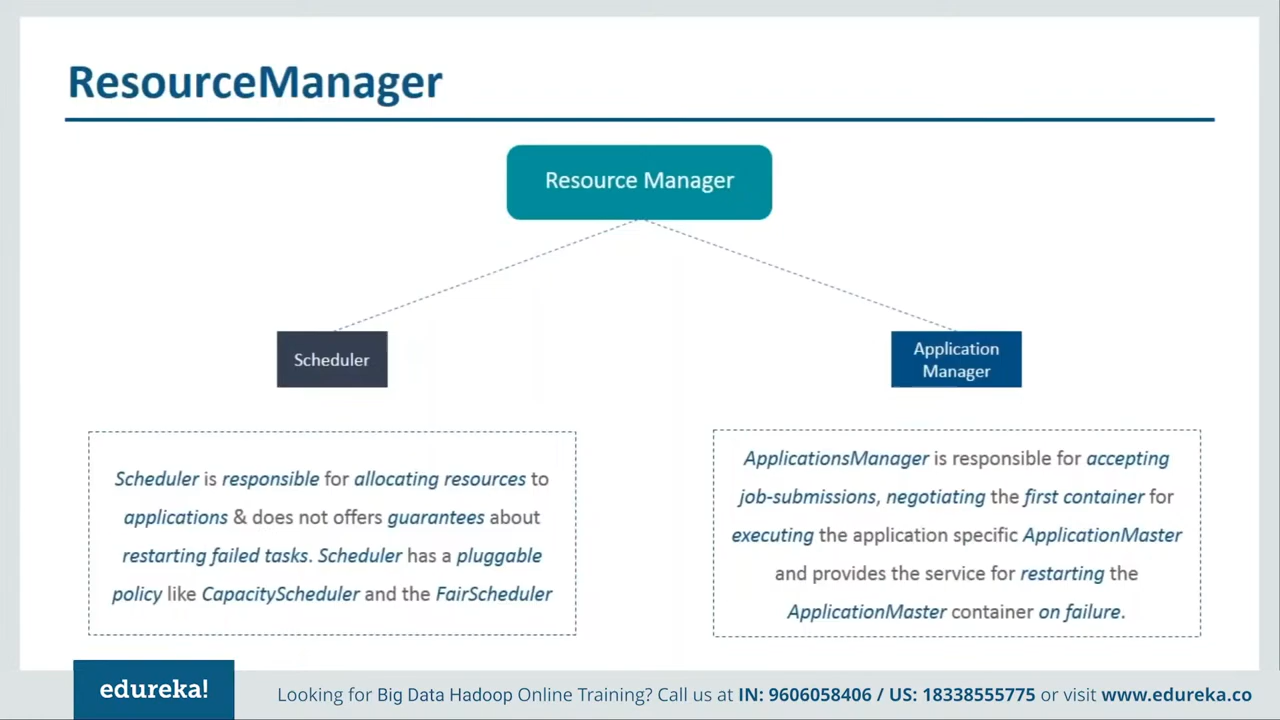 ResourceManager
Resource Manager
Scheduler
Application
Manager
Scheduler is responsible for allocating resources to
applications & does not offers guarantees about
restarting failed tasks. Scheduler has a pluggable
policy like CapacityScheduler and the FairScheduler
ApplicationsManager is responsible for accepting
job-submissions, negotiating the first container for
executing the application specific ApplicationMaster
and provides the service for restarting the
ApplicationMaster container on failure.
edureka!
Looking for Big Data Hadoop Online Training? Call us at IN: 9606058406 / US: 18338555775 or visit www.edureka.co